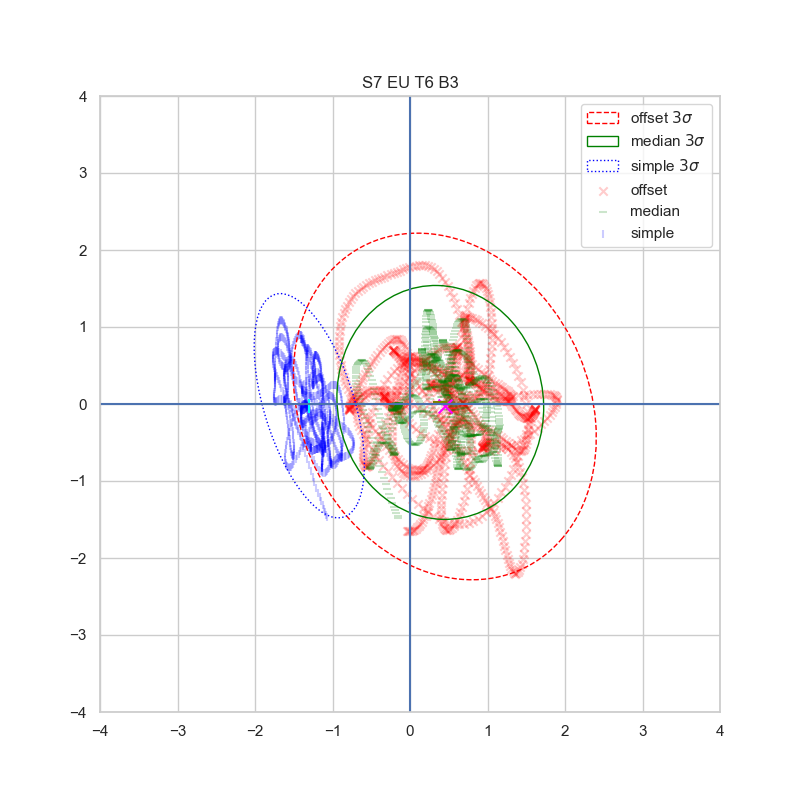 S7 EU T6 B3
offset 3σ
median 3σ
simple 3σ
offset
median
simple
4
3
2
1
0
−1
−2
−3
−4
−4 −3 −2 −1 0 1 2 3 4